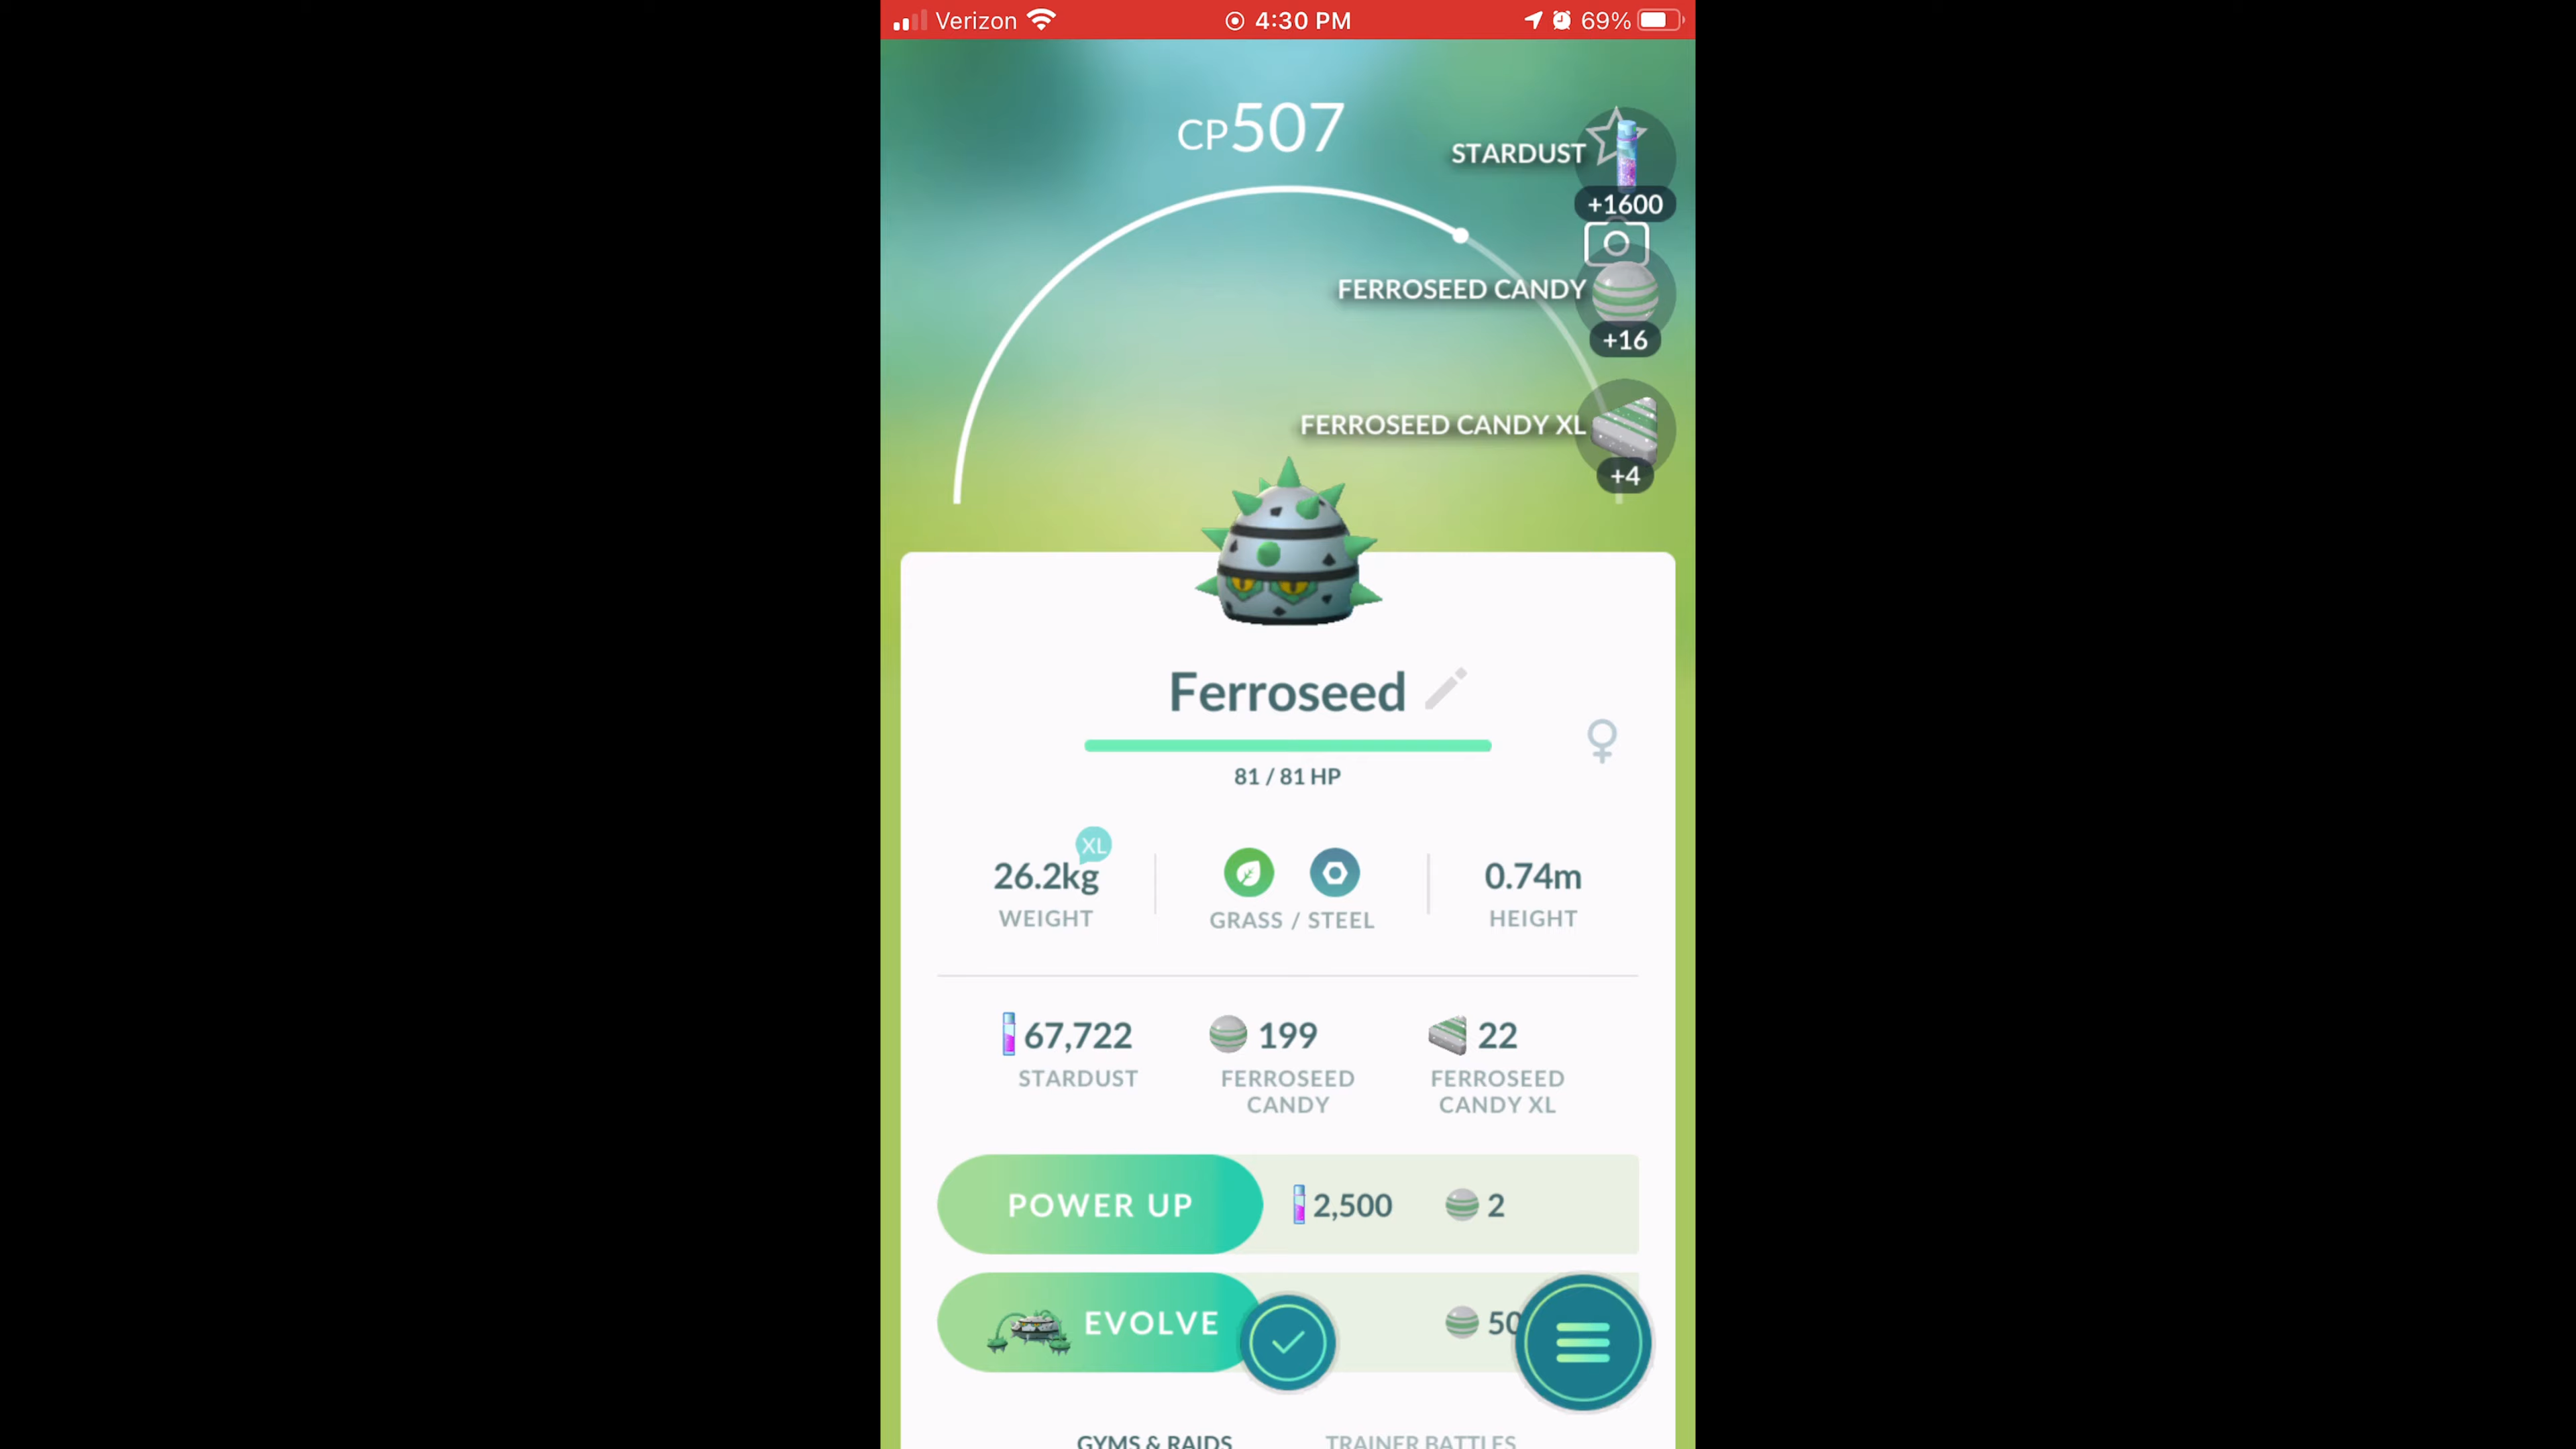 Verizon 4:30 PM 69%
CP507
STARDUST
+1600
FERROSEED CANDY
+16
FERROSEED CANDY XL
+4
Ferroseed
81 / 81 HP
XL
26.2kg
WEIGHT
GRASS / STEEL
0.74m
HEIGHT
67,722
STARDUST
199
FERROSEED
CANDY
22
FERROSEED
CANDY XL
POWER UP 2,500 2
EVOLVE 50
GYMS & RAIDS TRAINER BATTLES